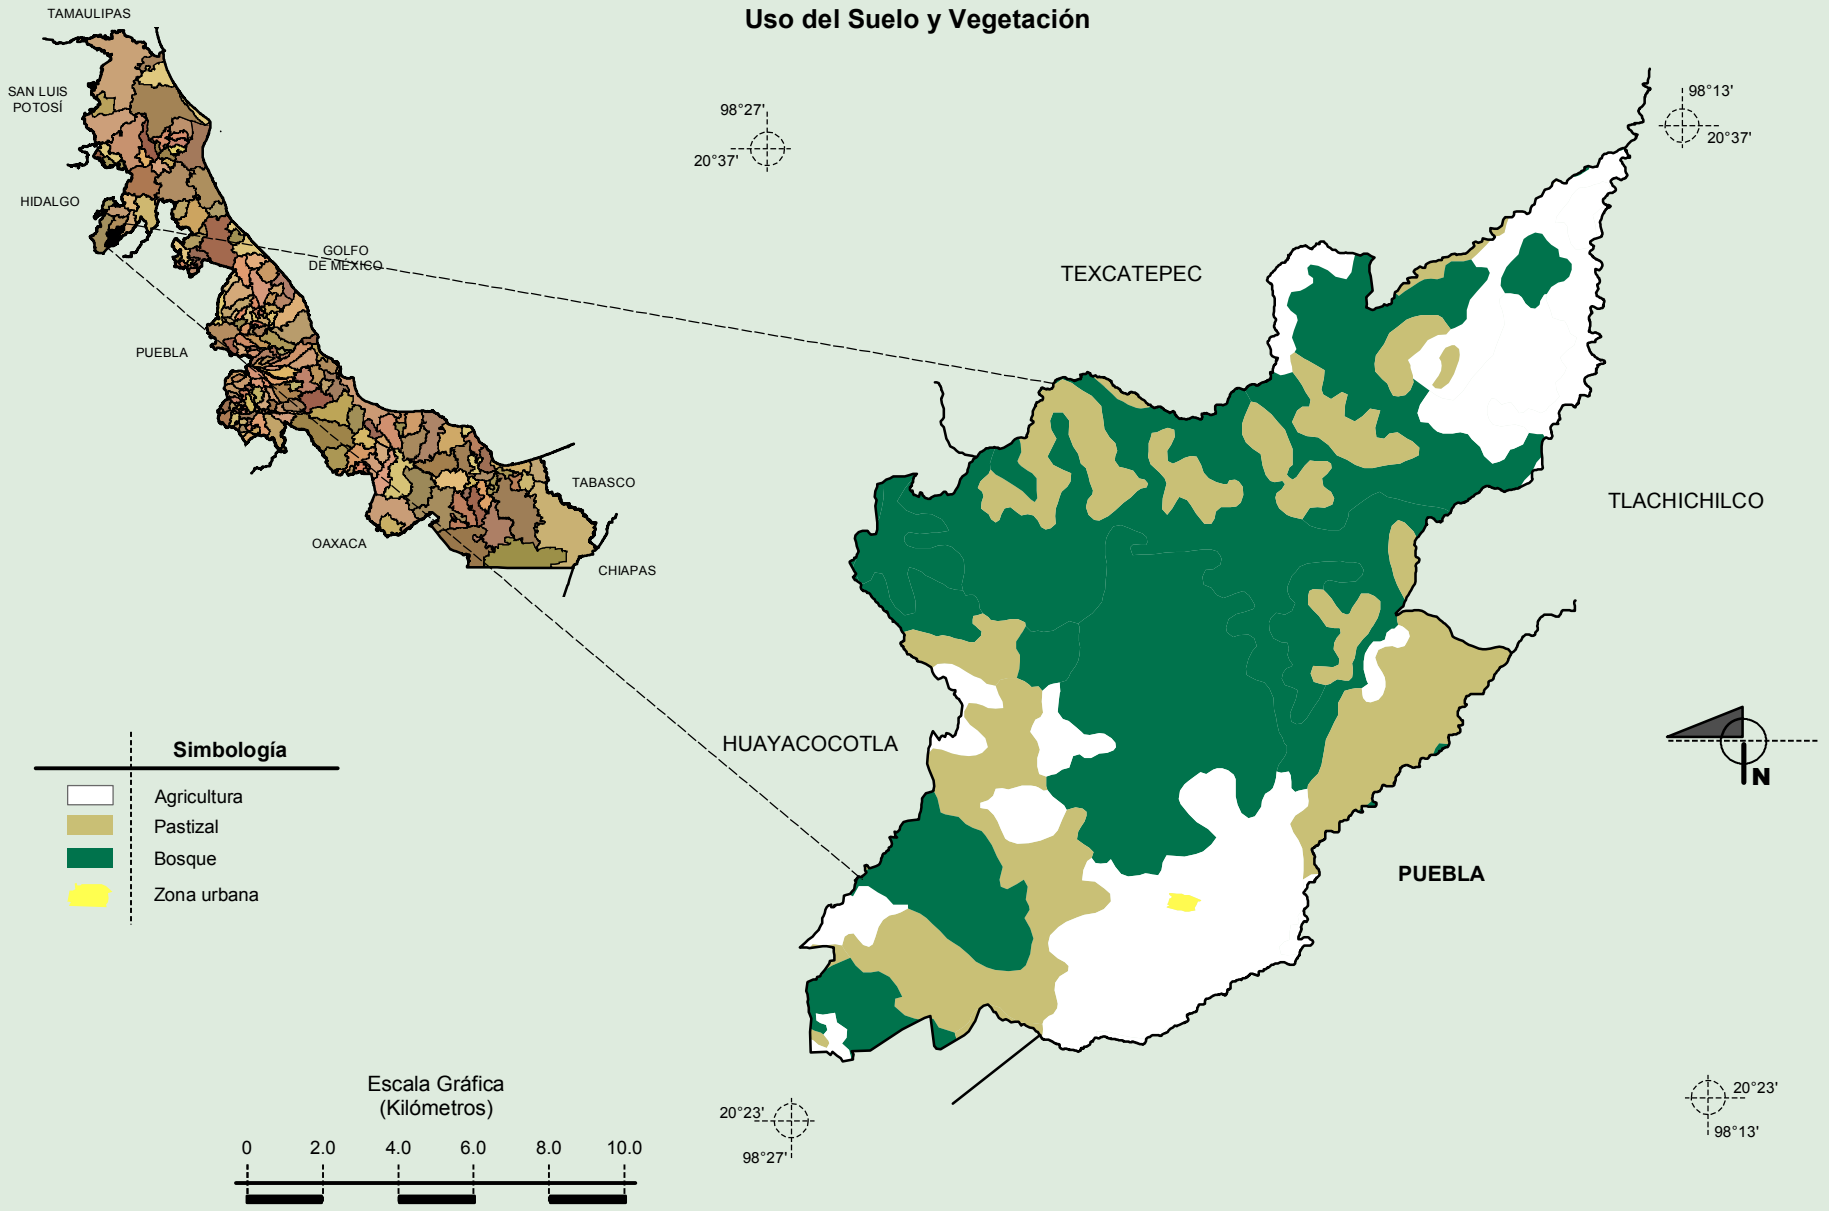 Uso del Suelo y Vegetación
TAMAULIPAS
SAN LUIS
POTOSÍ
HIDALGO
GOLFO
DE MÉXICO
PUEBLA
TABASCO
OAXACA
CHIAPAS
98°27'
20°37'
98°13'
20°37'
TEXCATEPEC
TLACHICHILCO
HUAYACOCOTLA
PUEBLA
N
Simbología
Agricultura
Pastizal
Bosque
Zona urbana
Escala Gráfica
(Kilómetros)
0 2.0 4.0 6.0 8.0 10.0
20°23'
98°27'
20°23'
98°13'